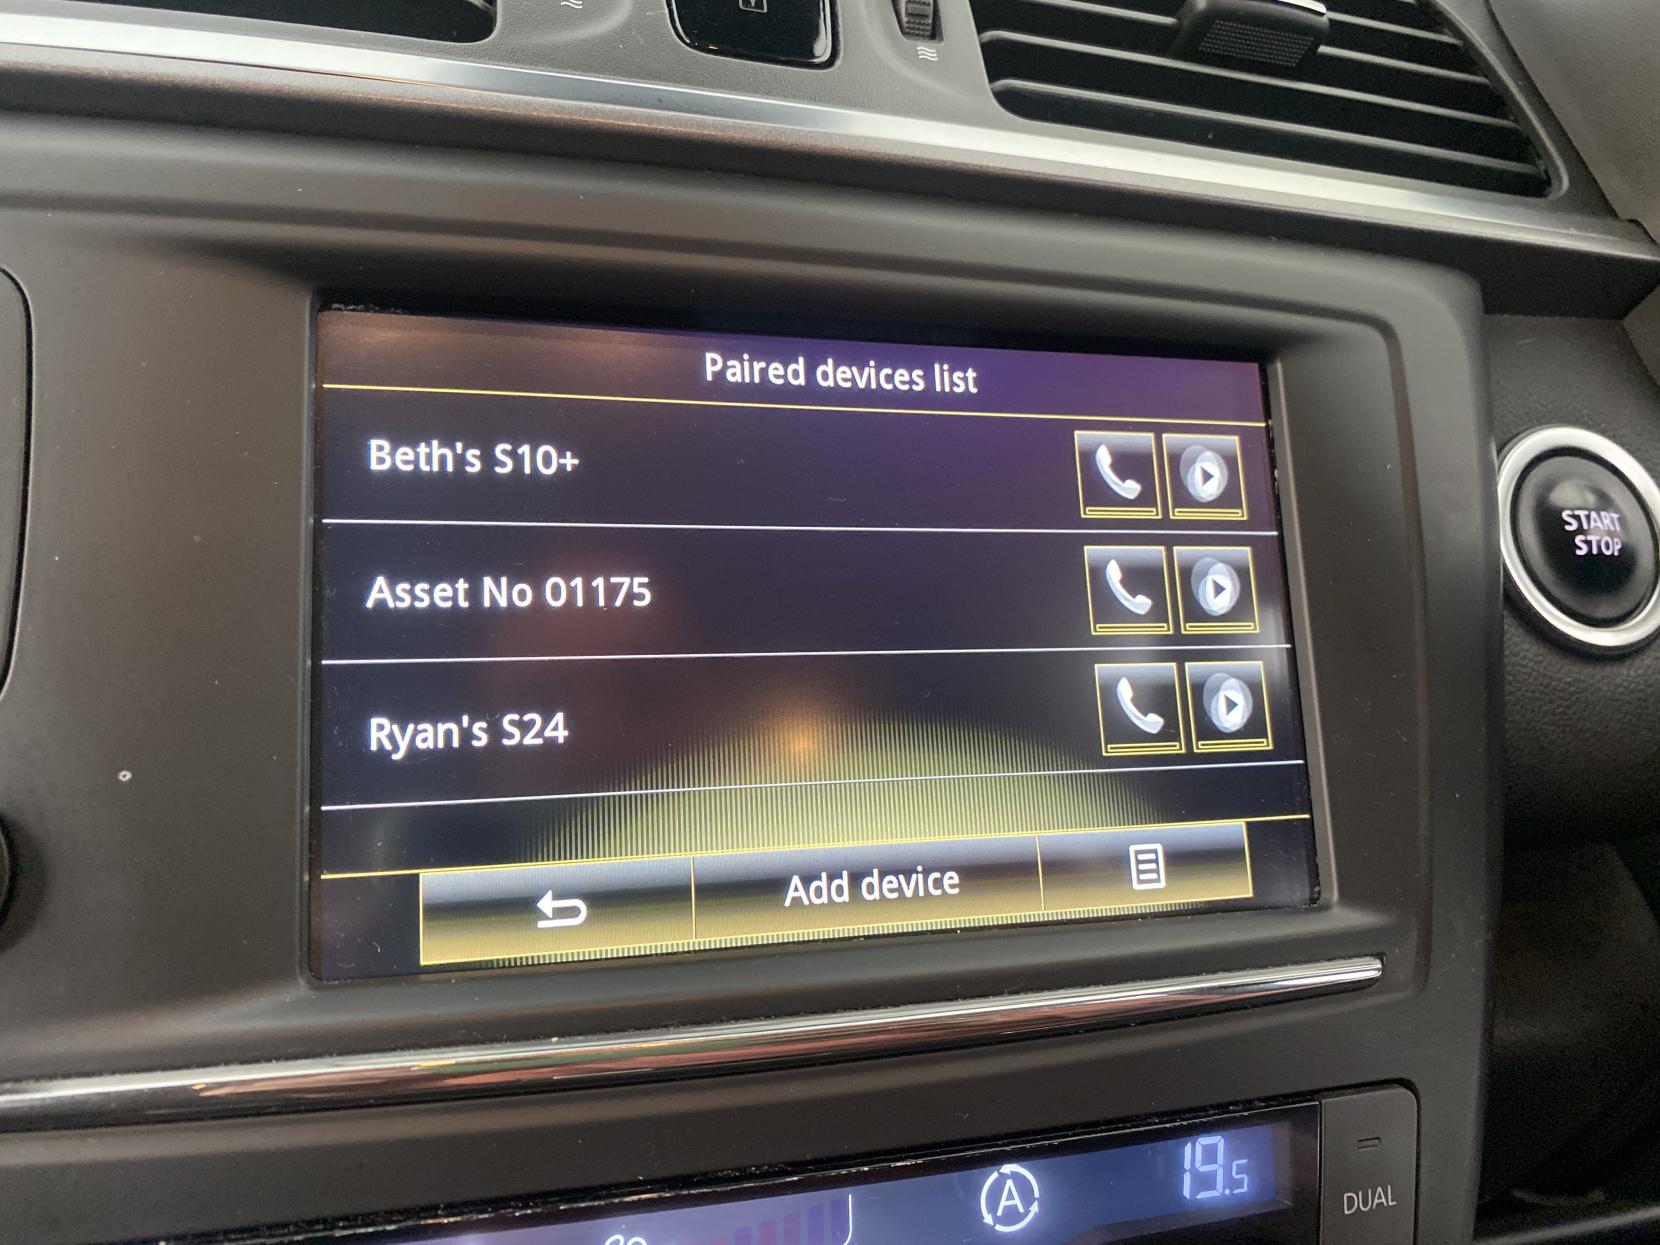 Paired devices list
Beth's S10+
Asset No 01175
Ryan's S24
Add device
START
STOP
A
19.5
DUAL